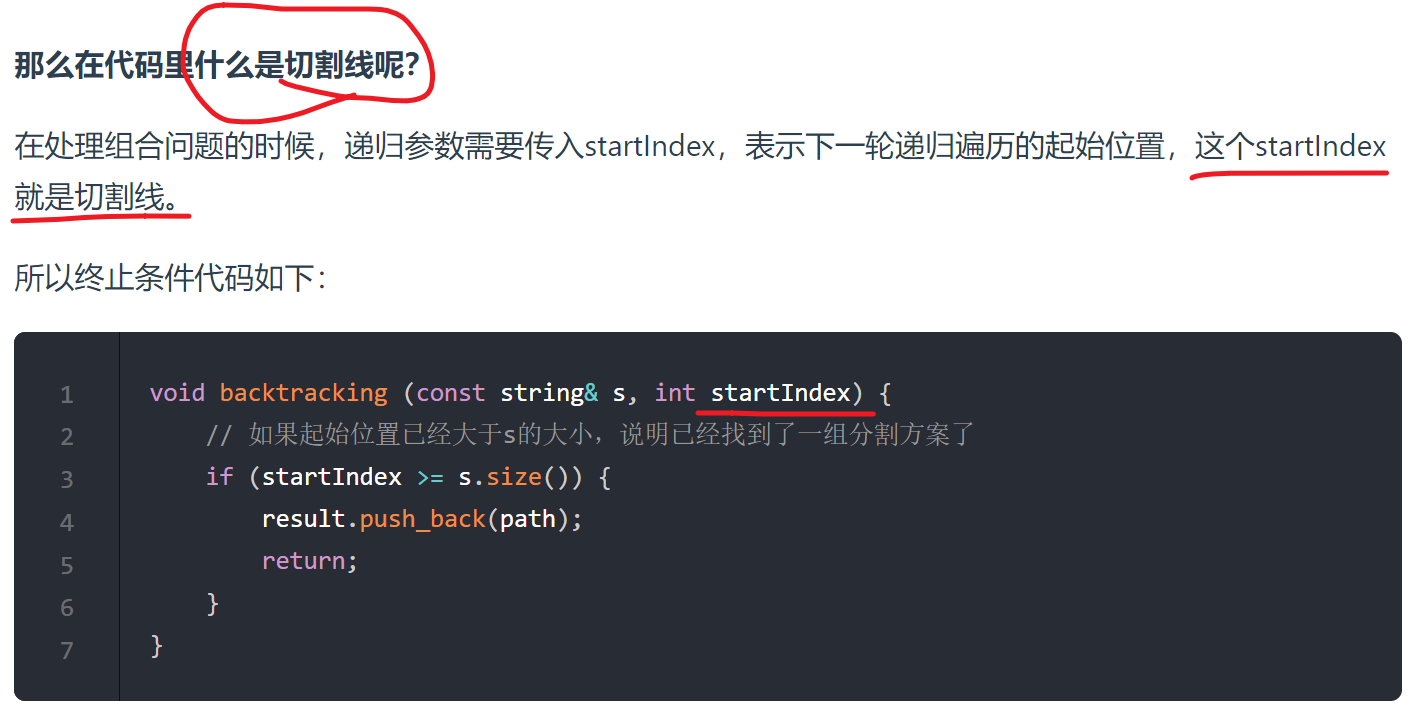 那么在代码里什么是切割线呢？
在处理组合问题的时候，递归参数需要传入startIndex，表示下一轮递归遍历的起始位置，这个startIndex
就是切割线。
所以终止条件代码如下：
1 void backtracking (const string& s, int startIndex) {
2 // 如果起始位置已经大于s的大小，说明已经找到了一组分割方案了
3 if (startIndex >= s.size()) {
4 result.push_back(path);
5 return;
6 }
7 }